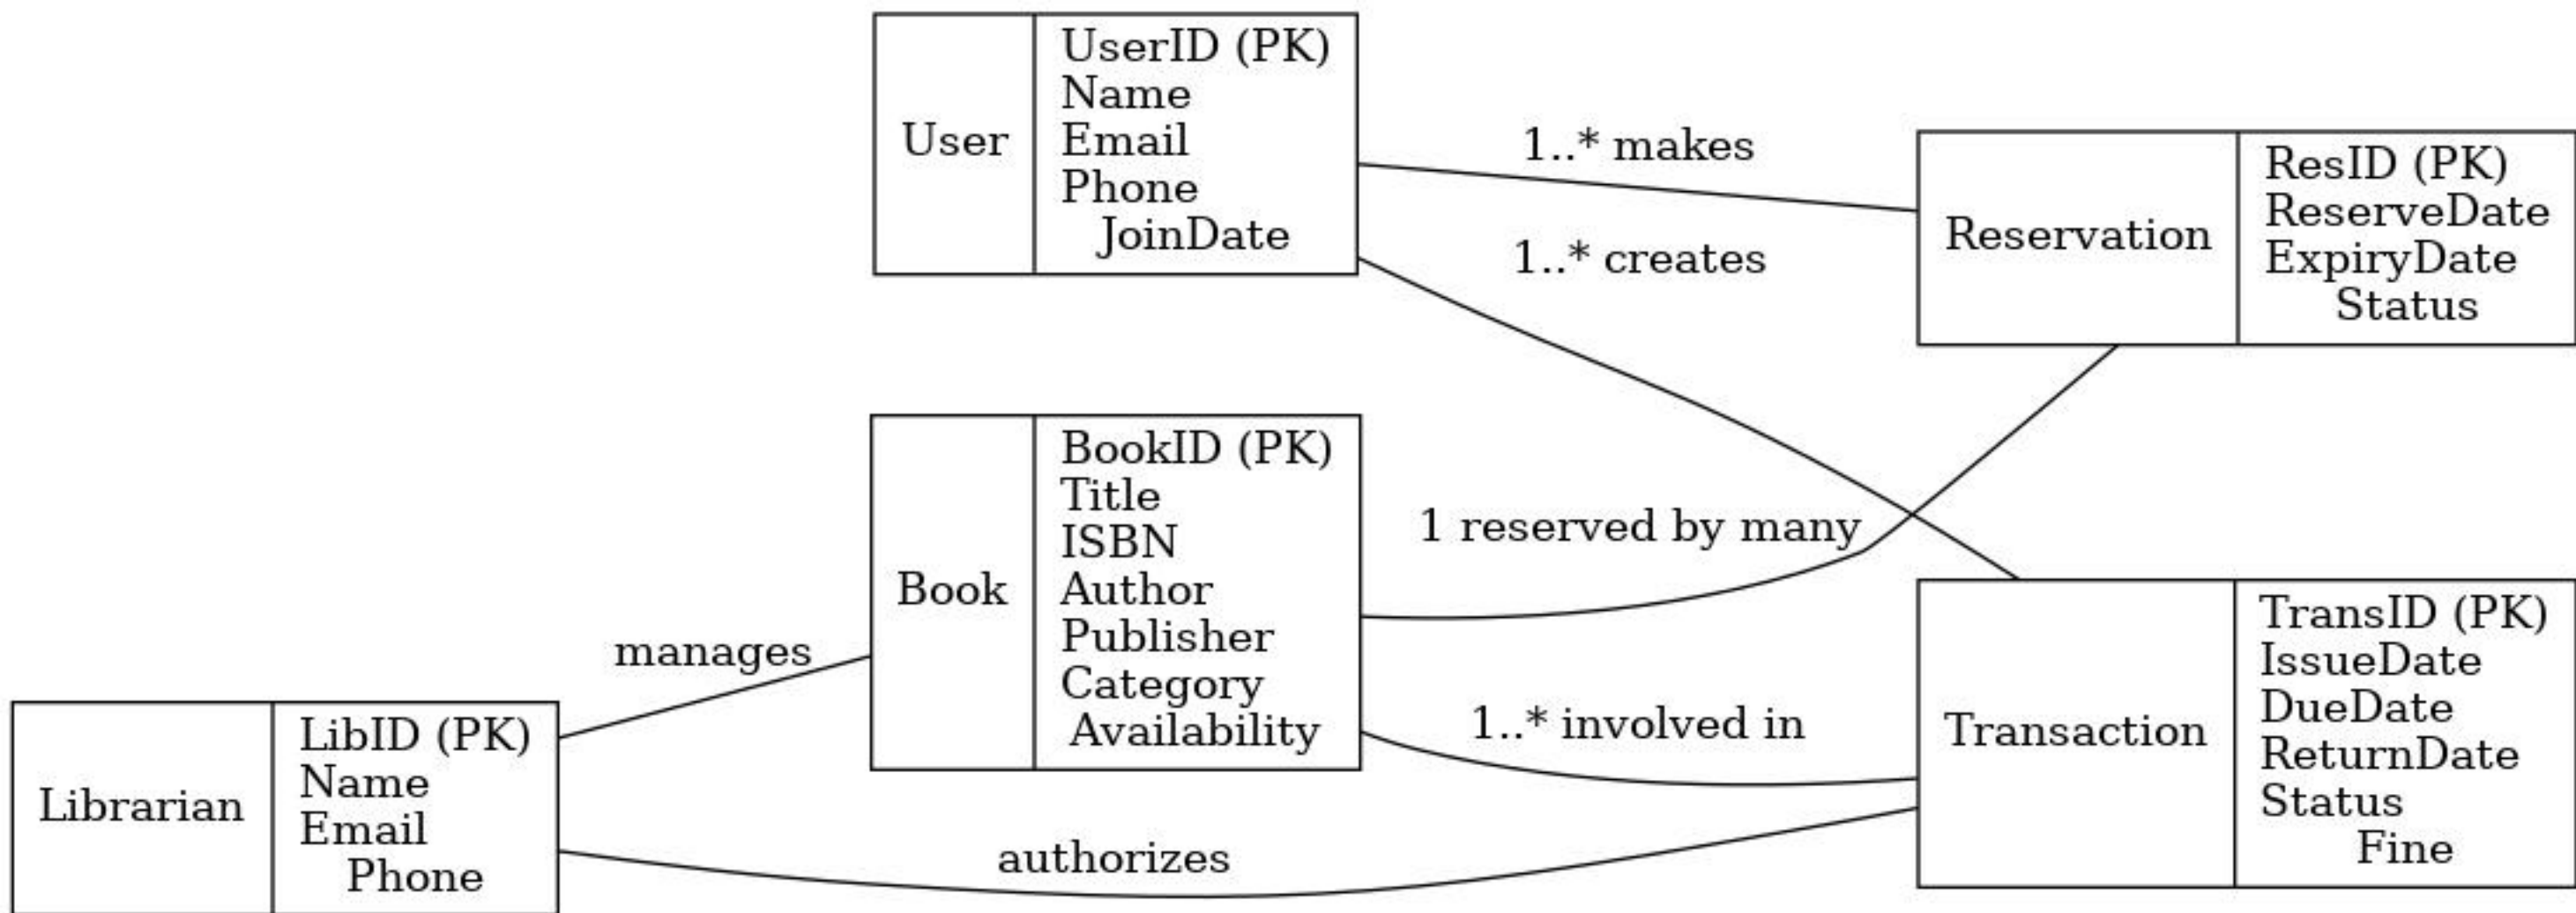 User
UserID (PK)
Name
Email
Phone
JoinDate
1..* makes
1..* creates
Reservation
ResID (PK)
ReserveDate
ExpiryDate
Status
Book
BookID (PK)
Title
ISBN
Author
Publisher
Category
Availability
1 reserved by many
1..* involved in
manages
Librarian
LibID (PK)
Name
Email
Phone
authorizes
Transaction
TransID (PK)
IssueDate
DueDate
ReturnDate
Status
Fine